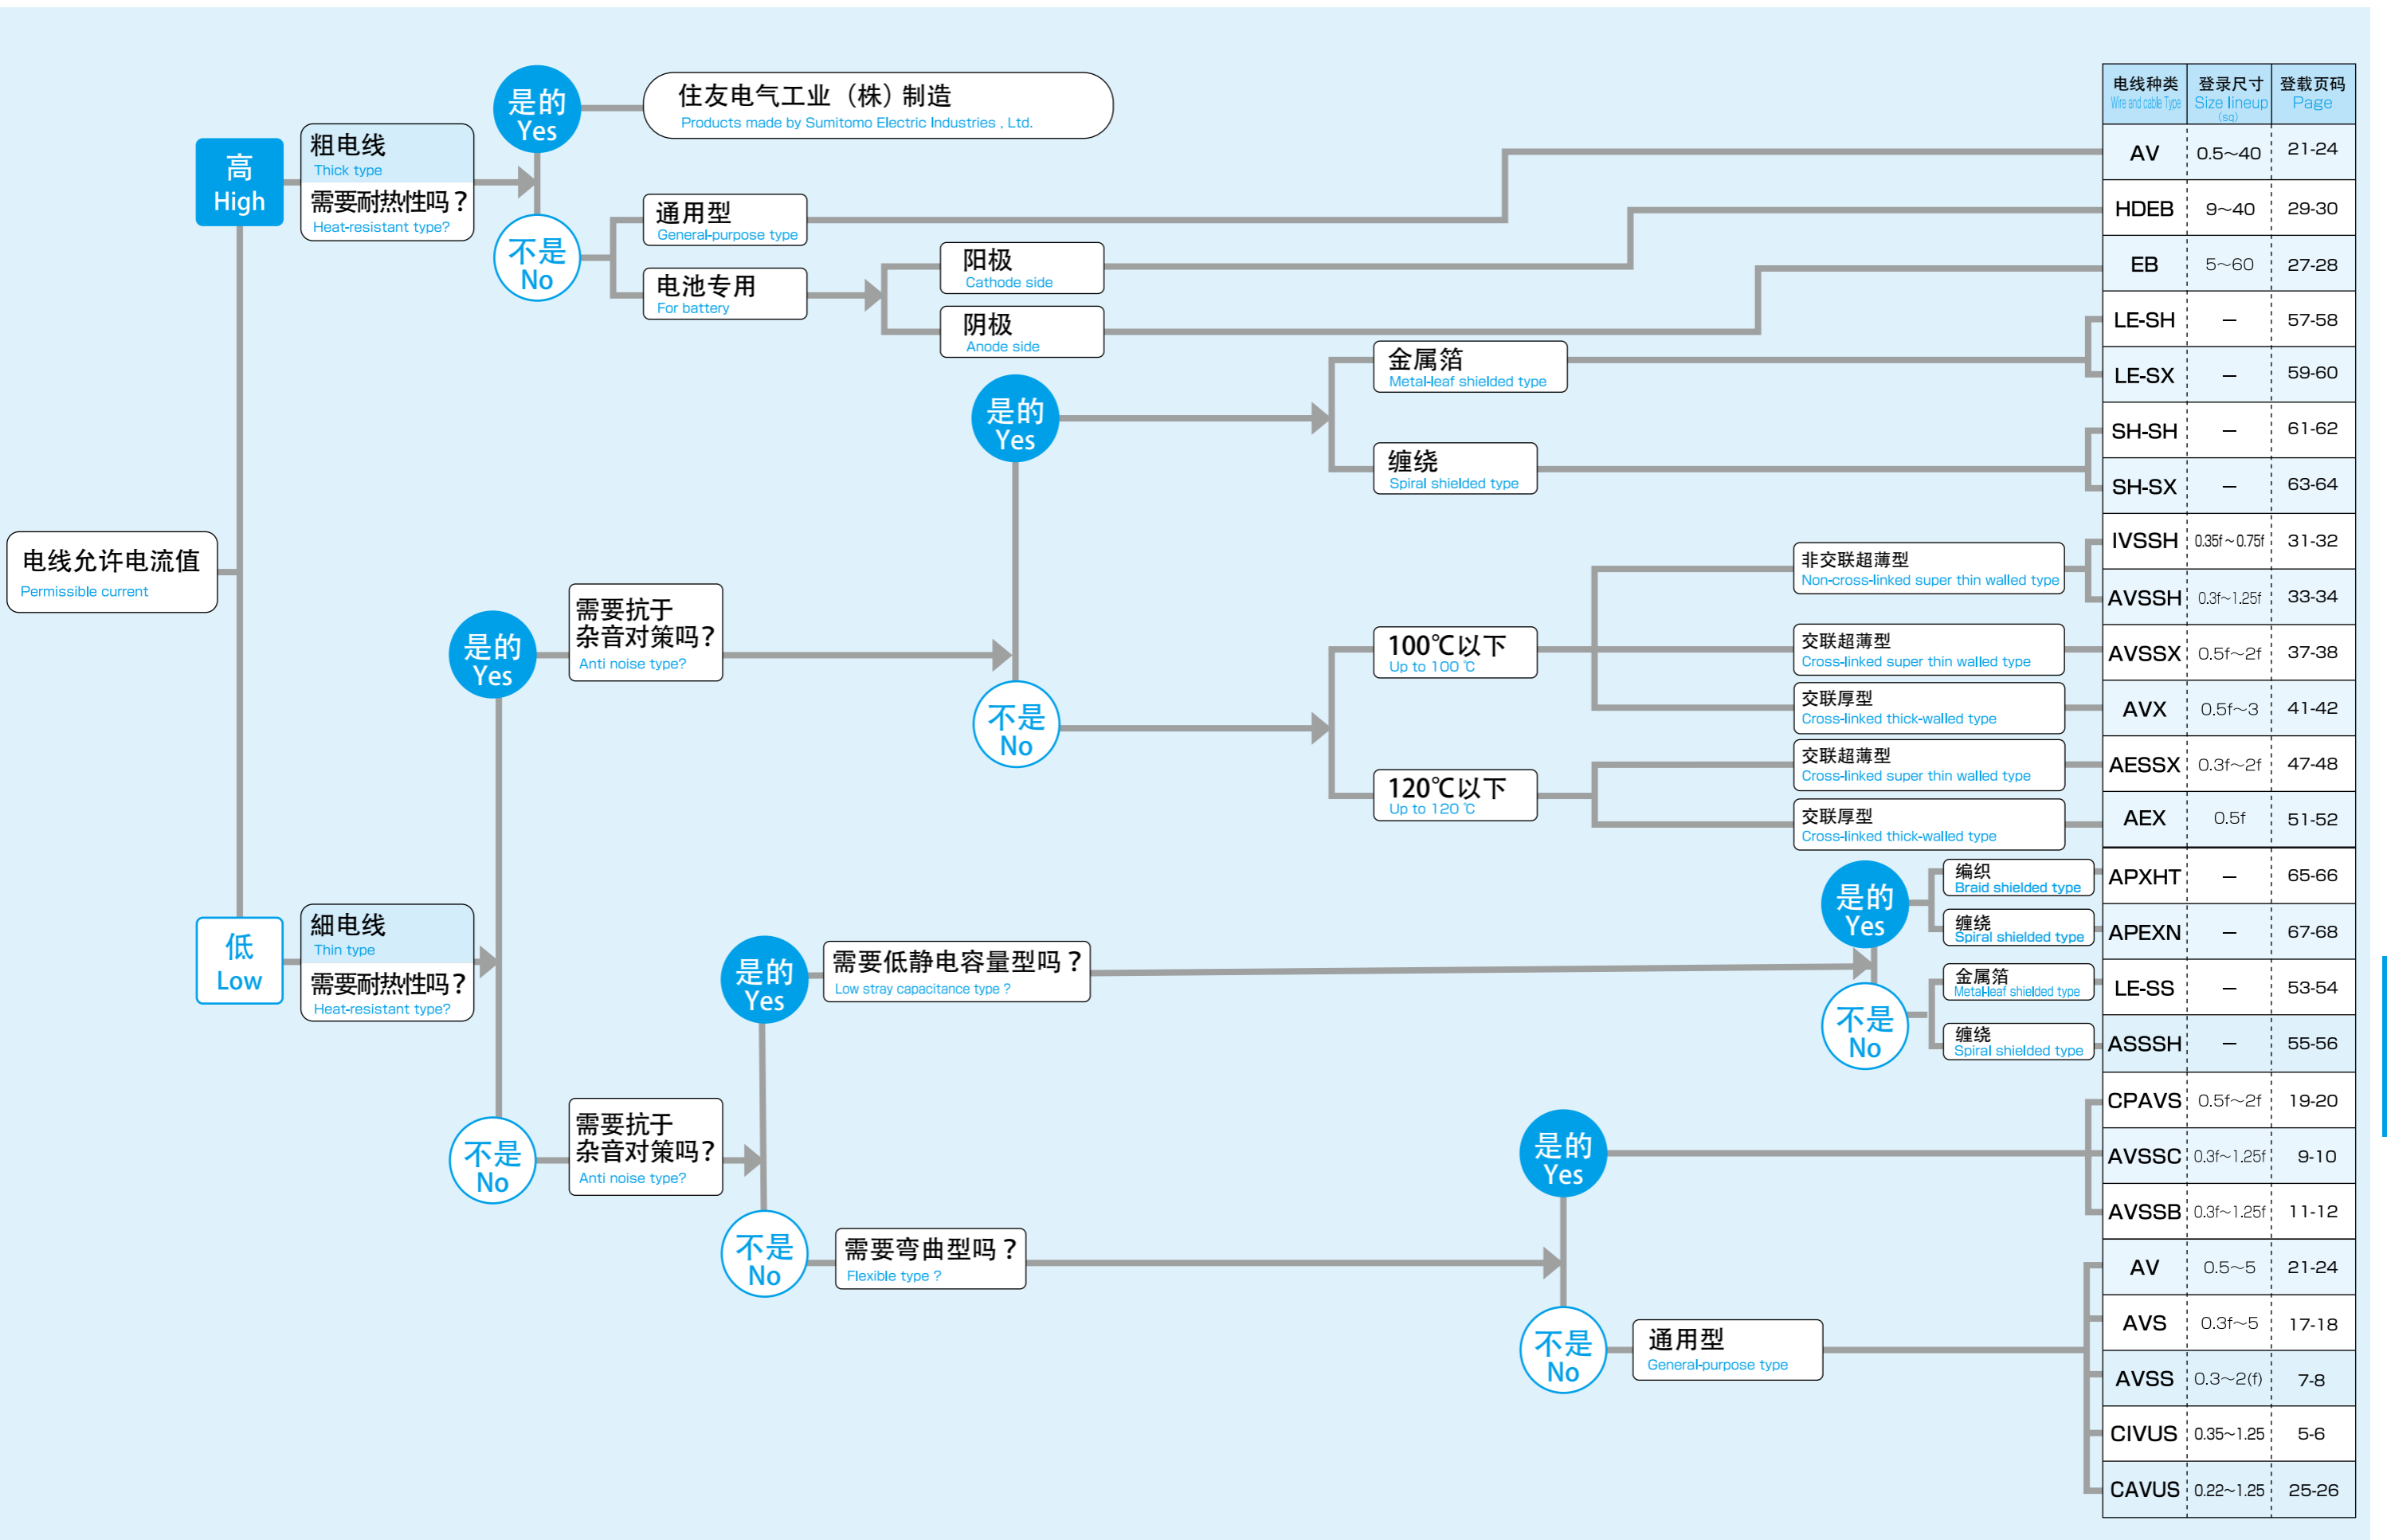 电线允许电流值
Permissible current
高
High
粗电线
Thick type
需要耐热性吗？
Heat-resistant type?
是的
Yes
住友电气工业（株）制造
Products made by Sumitomo Electric Industries , Ltd.
不是
No
通用型
General-purpose type
电池专用
For battery
阳极
Cathode side
阴极
Anode side
低
Low
細电线
Thin type
需要耐热性吗？
Heat-resistant type?
是的
Yes
需要抗于
杂音对策吗？
Anti noise type?
是的
Yes
金属箔
Metal-leaf shielded type
缠绕
Spiral shielded type
不是
No
100℃以下
Up to 100 ℃
非交联超薄型
Non-cross-linked super thin walled type
交联超薄型
Cross-linked super thin walled type
交联厚型
Cross-linked thick-walled type
120℃以下
Up to 120 ℃
交联超薄型
Cross-linked super thin walled type
交联厚型
Cross-linked thick-walled type
不是
No
需要抗于
杂音对策吗？
Anti noise type?
是的
Yes
需要低静电容量型吗？
Low stray capacitance type ?
是的
Yes
编织
Braid shielded type
缠绕
Spiral shielded type
不是
No
金属箔
Metal-leaf shielded type
缠绕
Spiral shielded type
不是
No
需要弯曲型吗？
Flexible type ?
是的
Yes
不是
No
通用型
General-purpose type
电线种类 登录尺寸 登载页码
Wire and cable Type Size lineup Page
(sq)
AV 0.5～40 21-24
HDEB 9～40 29-30
EB 5～60 27-28
LE-SH － 57-58
LE-SX － 59-60
SH-SH － 61-62
SH-SX － 63-64
IVSSH 0.35f～0.75f 31-32
AVSSH 0.3f～1.25f 33-34
AVSSX 0.5f～2f 37-38
AVX 0.5f～3 41-42
AESSX 0.3f～2f 47-48
AEX 0.5f 51-52
APXHT － 65-66
APEXN － 67-68
LE-SS － 53-54
ASSSH － 55-56
CPAVS 0.5f～2f 19-20
AVSSC 0.3f～1.25f 9-10
AVSSB 0.3f～1.25f 11-12
AV 0.5～5 21-24
AVS 0.3f～5 17-18
AVSS 0.3～2(f) 7-8
CIVUS 0.35～1.25 5-6
CAVUS 0.22～1.25 25-26